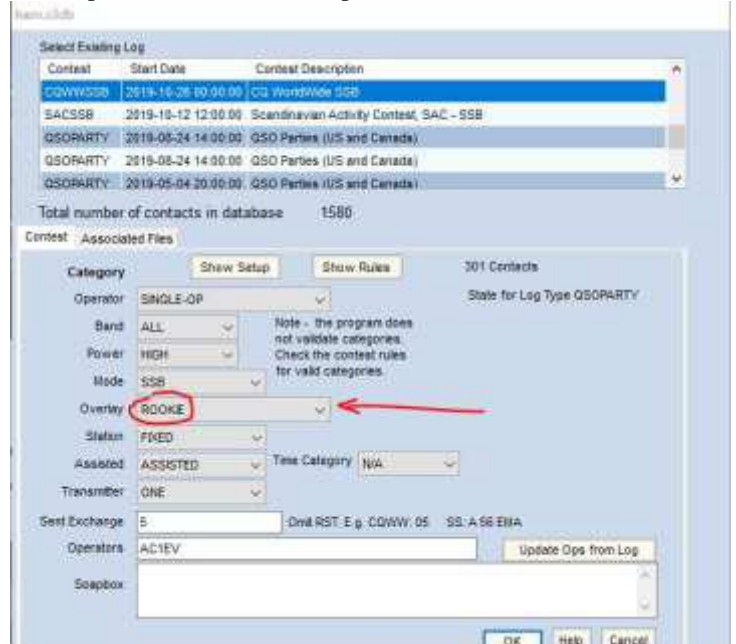 ham.s3db
Select Existing Log
Contest Start Date Contest Description
CQWWSSB 2019-10-26 00:00:00 CQ WorldWide SSB
SACSSB 2019-10-12 12:00:00 Scandinavian Activity Contest, SAC - SSB
QSOPARTY 2019-08-24 14:00:00 QSO Parties (US and Canada)
QSOPARTY 2019-08-24 14:00:00 QSO Parties (US and Canada)
QSOPARTY 2019-05-04 20:00:00 QSO Parties (US and Canada)
Total number of contacts in database 1580
Contest Associated Files
Category Show Setup Show Rules 301 Contacts
Operator SINGLE-OP State for Log Type QSOPARTY
Band ALL Note - the program does
not validate categories.
Power HIGH Check the contest rules
for valid categories.
Mode SSB
Overlay ROOKIE
Station FIXED
Assisted ASSISTED Time Category N/A
Transmitter ONE
Sent Exchange 5 Omit RST. E.g. CQWW: 05 SS: A 56 EMA
Operators AC1EV Update Ops from Log
Soapbox
OK Help Cancel